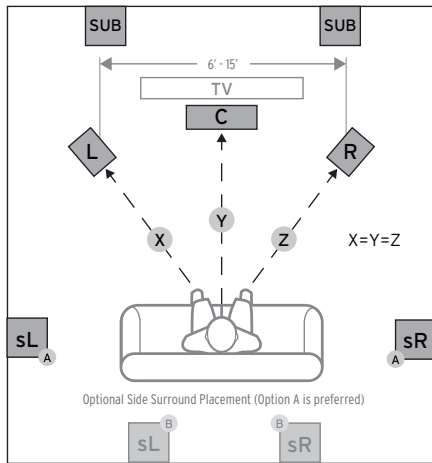 SUB SUB
6' - 15'
TV
C
L R
Y
X Z X=Y=Z
sL sR
A A
Optional Side Surround Placement (Option A is preferred)
B B
sL sR